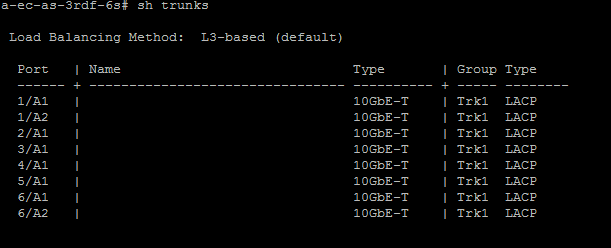 a-ec-as-3rdf-6s# sh trunks
Load Balancing Method:  L3-based (default)
Port   | Name                             Type       | Group Type
------ + -------------------------------- ---------- + ----- --------
1/A1   |                                  10GbE-T    | Trk1  LACP
1/A2   |                                  10GbE-T    | Trk1  LACP
2/A1   |                                  10GbE-T    | Trk1  LACP
3/A1   |                                  10GbE-T    | Trk1  LACP
4/A1   |                                  10GbE-T    | Trk1  LACP
5/A1   |                                  10GbE-T    | Trk1  LACP
6/A1   |                                  10GbE-T    | Trk1  LACP
6/A2   |                                  10GbE-T    | Trk1  LACP